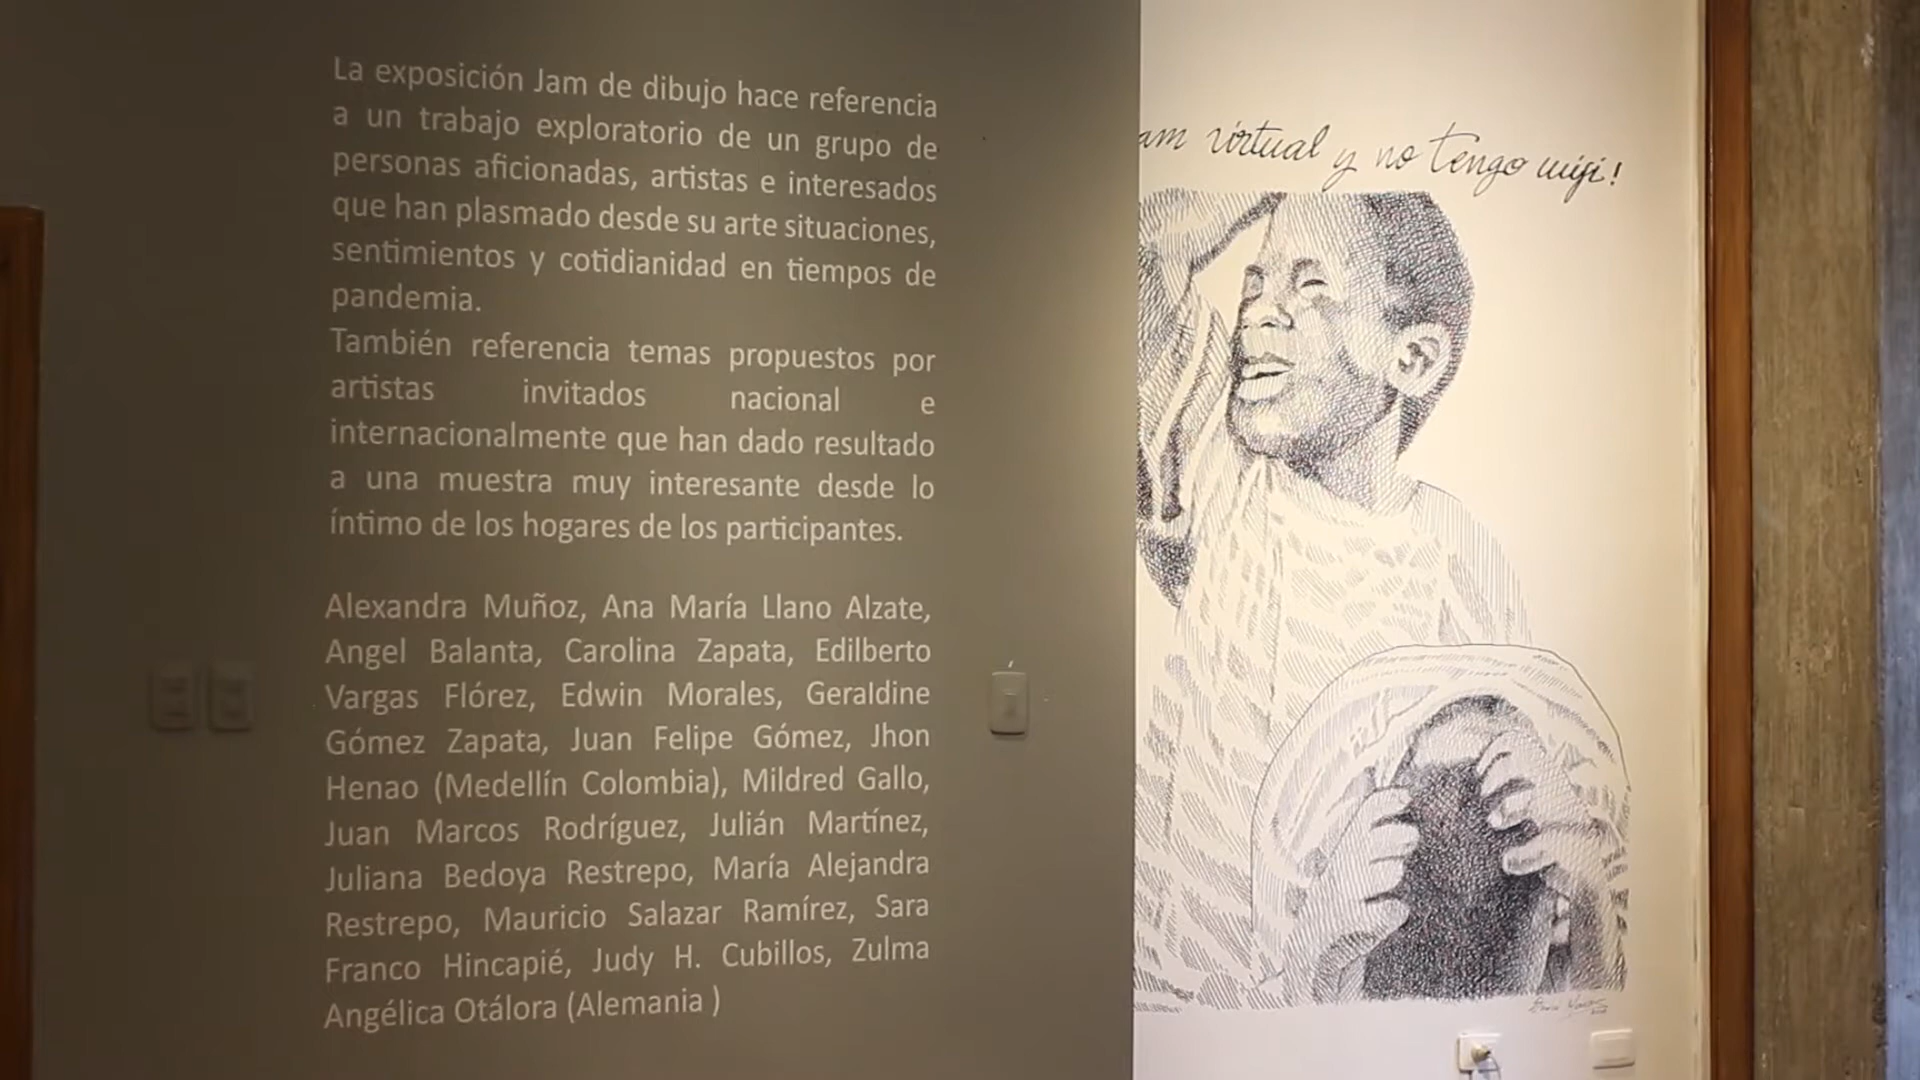 La exposición Jam de dibujo hace referencia
a un trabajo exploratorio de un grupo de
personas aficionadas, artistas e interesados
que han plasmado desde su arte situaciones,
sentimientos y cotidianidad en tiempos de
pandemia.
También referencia temas propuestos por
artistas invitados nacional e
internacionalmente que han dado resultado
a una muestra muy interesante desde lo
íntimo de los hogares de los participantes.
Alexandra Muñoz, Ana María Llano Alzate,
Angel Balanta, Carolina Zapata, Edilberto
Vargas Flórez, Edwin Morales, Geraldine
Gómez Zapata, Juan Felipe Gómez, Jhon
Henao (Medellín Colombia), Mildred Gallo,
Juan Marcos Rodríguez, Julián Martínez,
Juliana Bedoya Restrepo, María Alejandra
Restrepo, Mauricio Salazar Ramírez, Sara
Franco Hincapié, Judy H. Cubillos, Zulma
Angélica Otálora (Alemania )
am virtual y no tengo wifi!